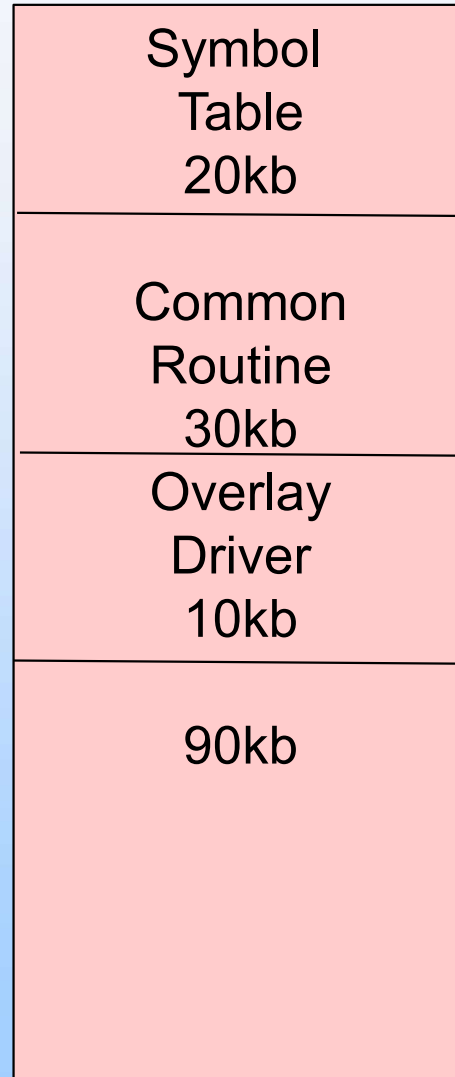 Symbol
Table
20kb
Common
Routine
30kb
Overlay
Driver
10kb
90kb